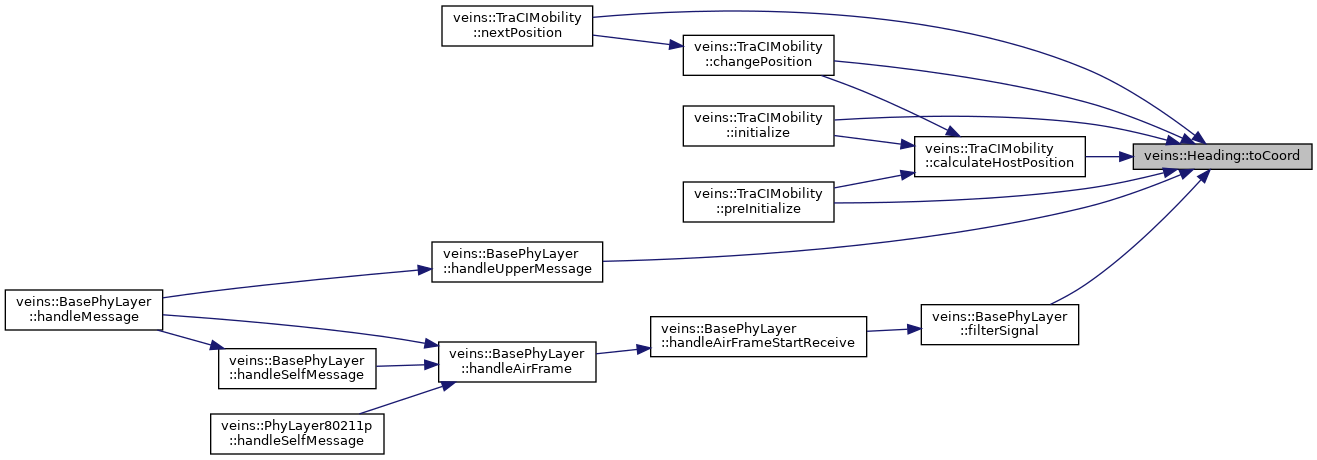 veins::TraCIMobility
::nextPosition
veins::TraCIMobility
::changePosition
veins::TraCIMobility
::initialize
veins::TraCIMobility
::calculateHostPosition
veins::Heading::toCoord
veins::TraCIMobility
::preInitialize
veins::BasePhyLayer
::handleUpperMessage
veins::BasePhyLayer
::handleMessage
veins::BasePhyLayer
::filterSignal
veins::BasePhyLayer
::handleAirFrameStartReceive
veins::BasePhyLayer
::handleAirFrame
veins::BasePhyLayer
::handleSelfMessage
veins::PhyLayer80211p
::handleSelfMessage